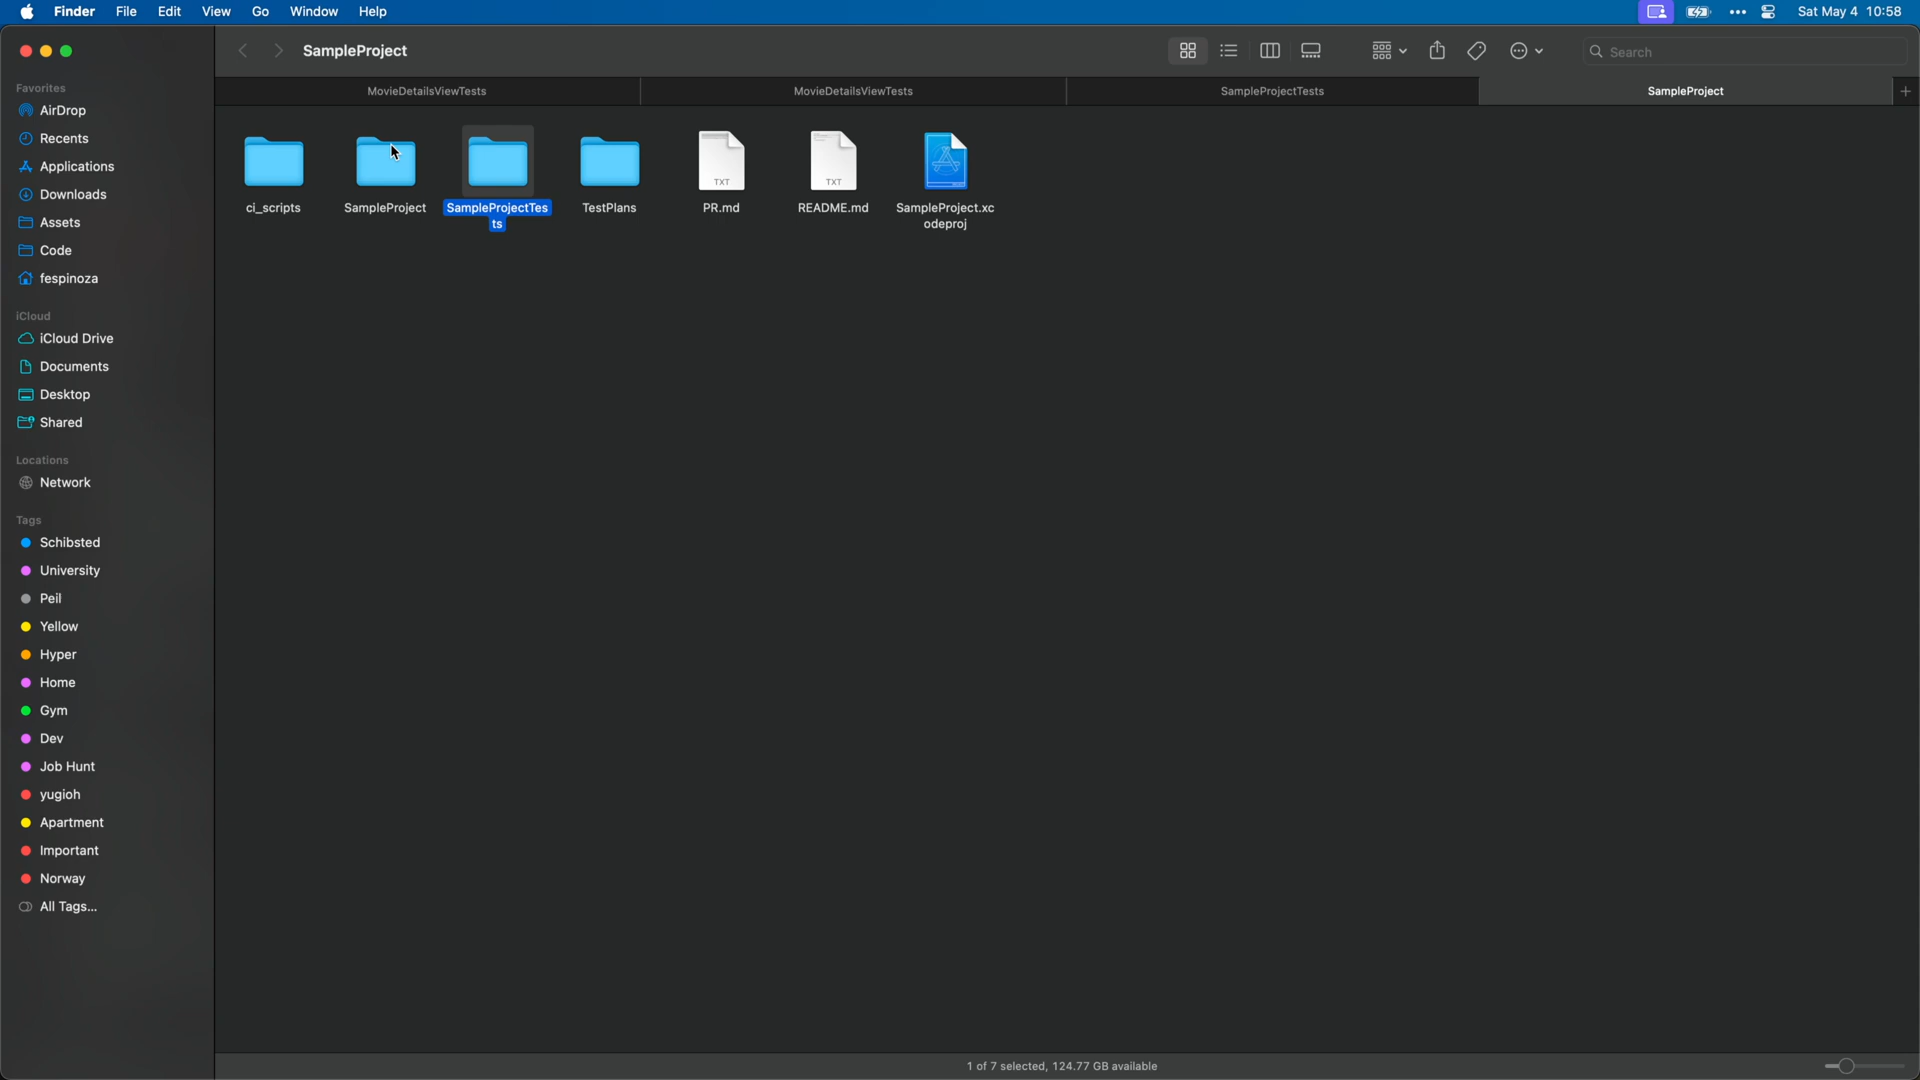 Finder File Edit View Go Window Help Sat May 4 10:58
SampleProject Search
MovieDetailsViewTests MovieDetailsViewTests SampleProjectTests SampleProject
Favorites
AirDrop
Recents
Applications
Downloads
Assets
Code
fespinoza
iCloud
iCloud Drive
Documents
Desktop
Shared
Locations
Network
Tags
Schibsted
University
Peil
Yellow
Hyper
Home
Gym
Dev
Job Hunt
yugioh
Apartment
Important
Norway
All Tags...
TXT TXT
ci_scripts SampleProject SampleProjectTes TestPlans PR.md README.md SampleProject.xc
ts odeproj
1 of 7 selected, 124.77 GB available